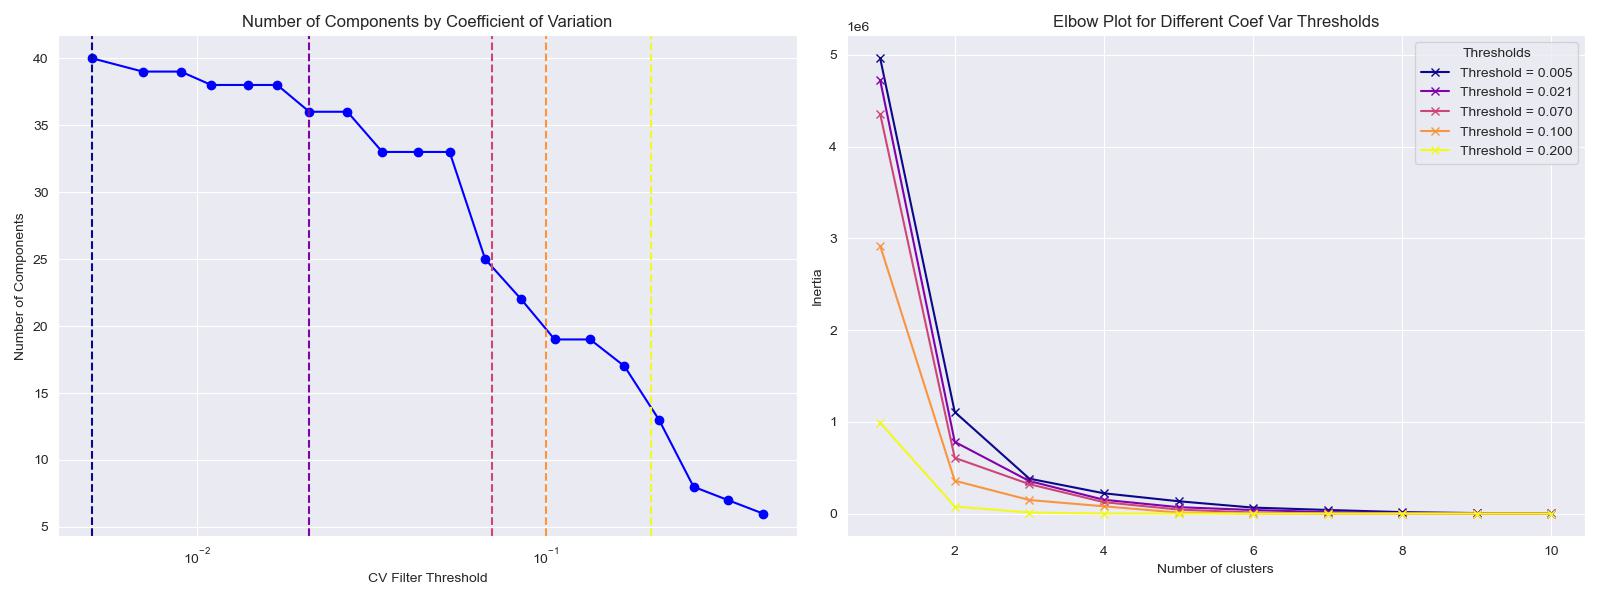 Number of Components by Coefficient of Variation
40
35
30
25
20
15
10
5
Number of Components
10⁻²
10⁻¹
CV Filter Threshold
Elbow Plot for Different Coef Var Thresholds
1e6
5
4
3
2
1
0
Inertia
Thresholds
Threshold = 0.005
Threshold = 0.021
Threshold = 0.070
Threshold = 0.100
Threshold = 0.200
2
4
6
8
10
Number of clusters